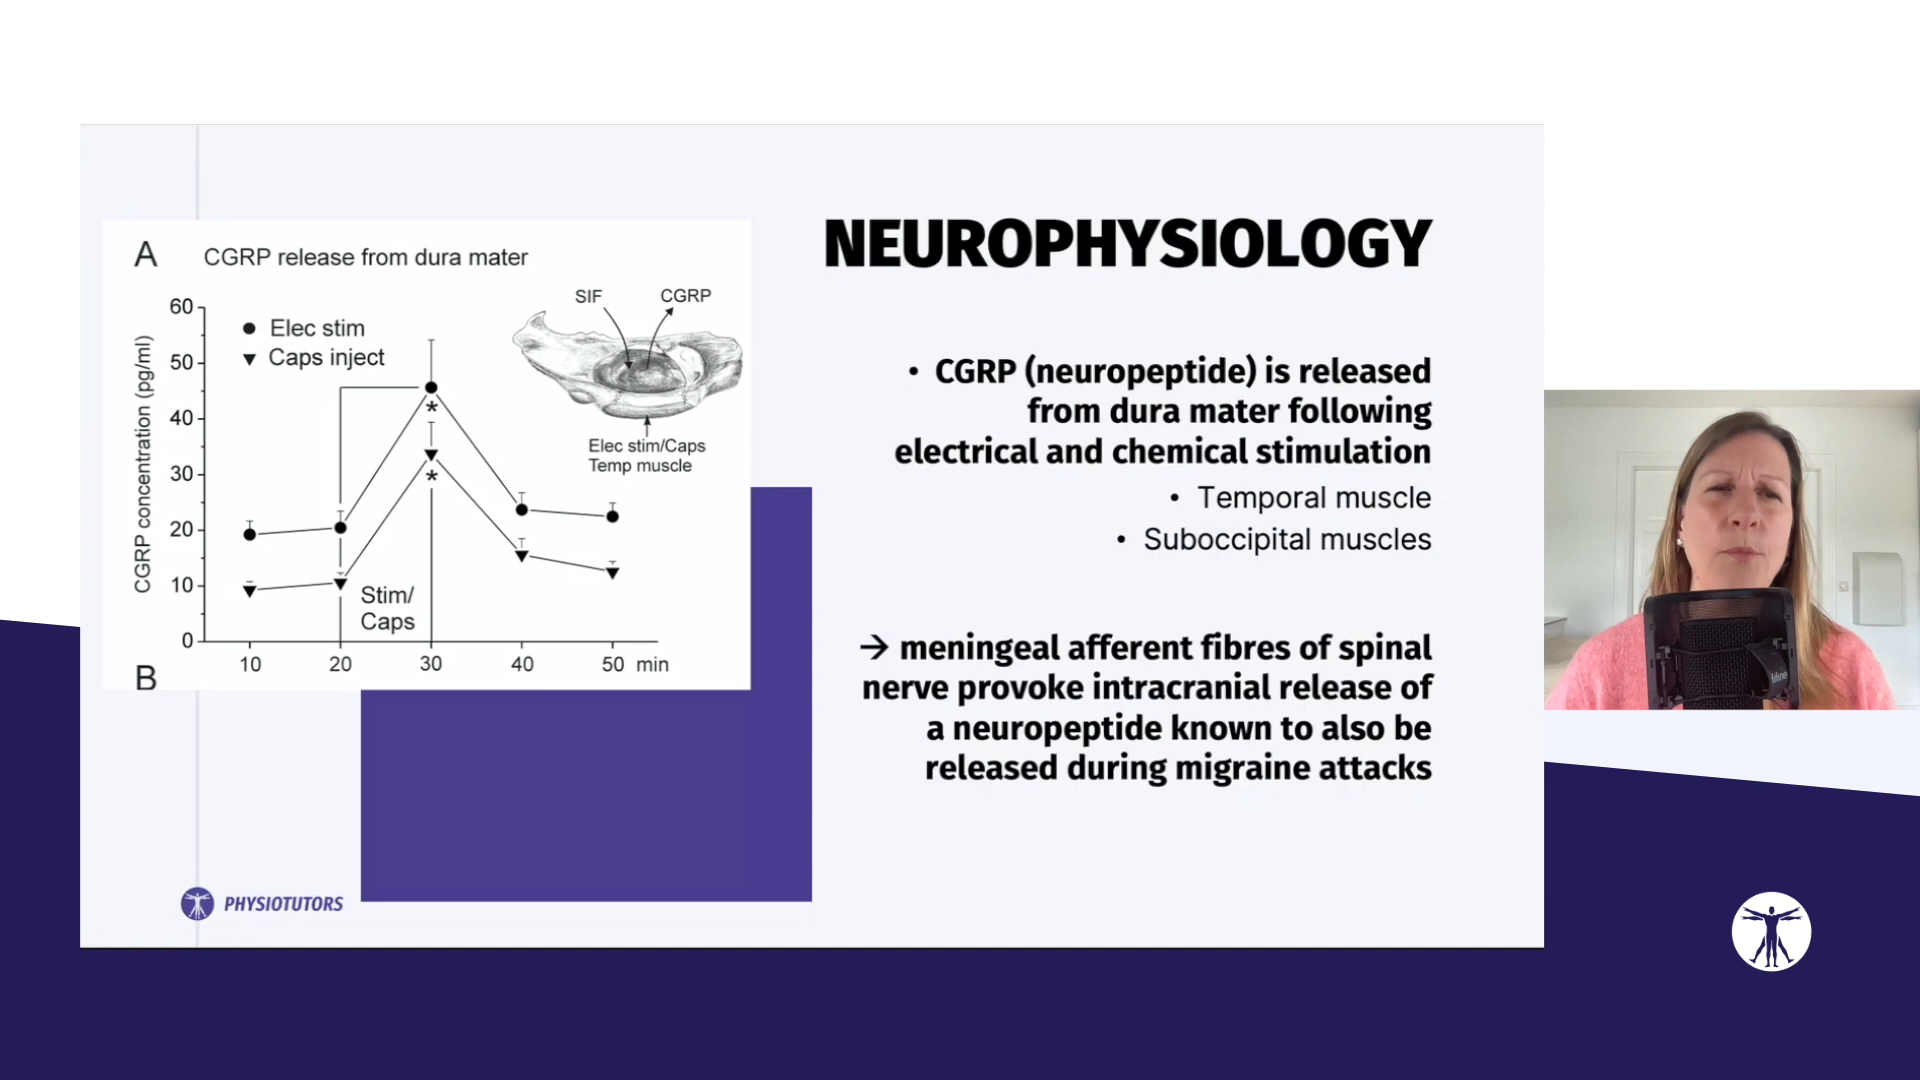 A CGRP release from dura mater
60
50
40
30
20
10
0
CGRP concentration (pg/ml)
Elec stim
Caps inject
*
*
Stim/
Caps
10 20 30 40 50 min
SIF CGRP
Elec stim/Caps
Temp muscle
B
NEUROPHYSIOLOGY
• CGRP (neuropeptide) is released
from dura mater following
electrical and chemical stimulation
• Temporal muscle
• Suboccipital muscles
→ meningeal afferent fibres of spinal
nerve provoke intracranial release of
a neuropeptide known to also be
released during migraine attacks
PHYSIOTUTORS
fifine